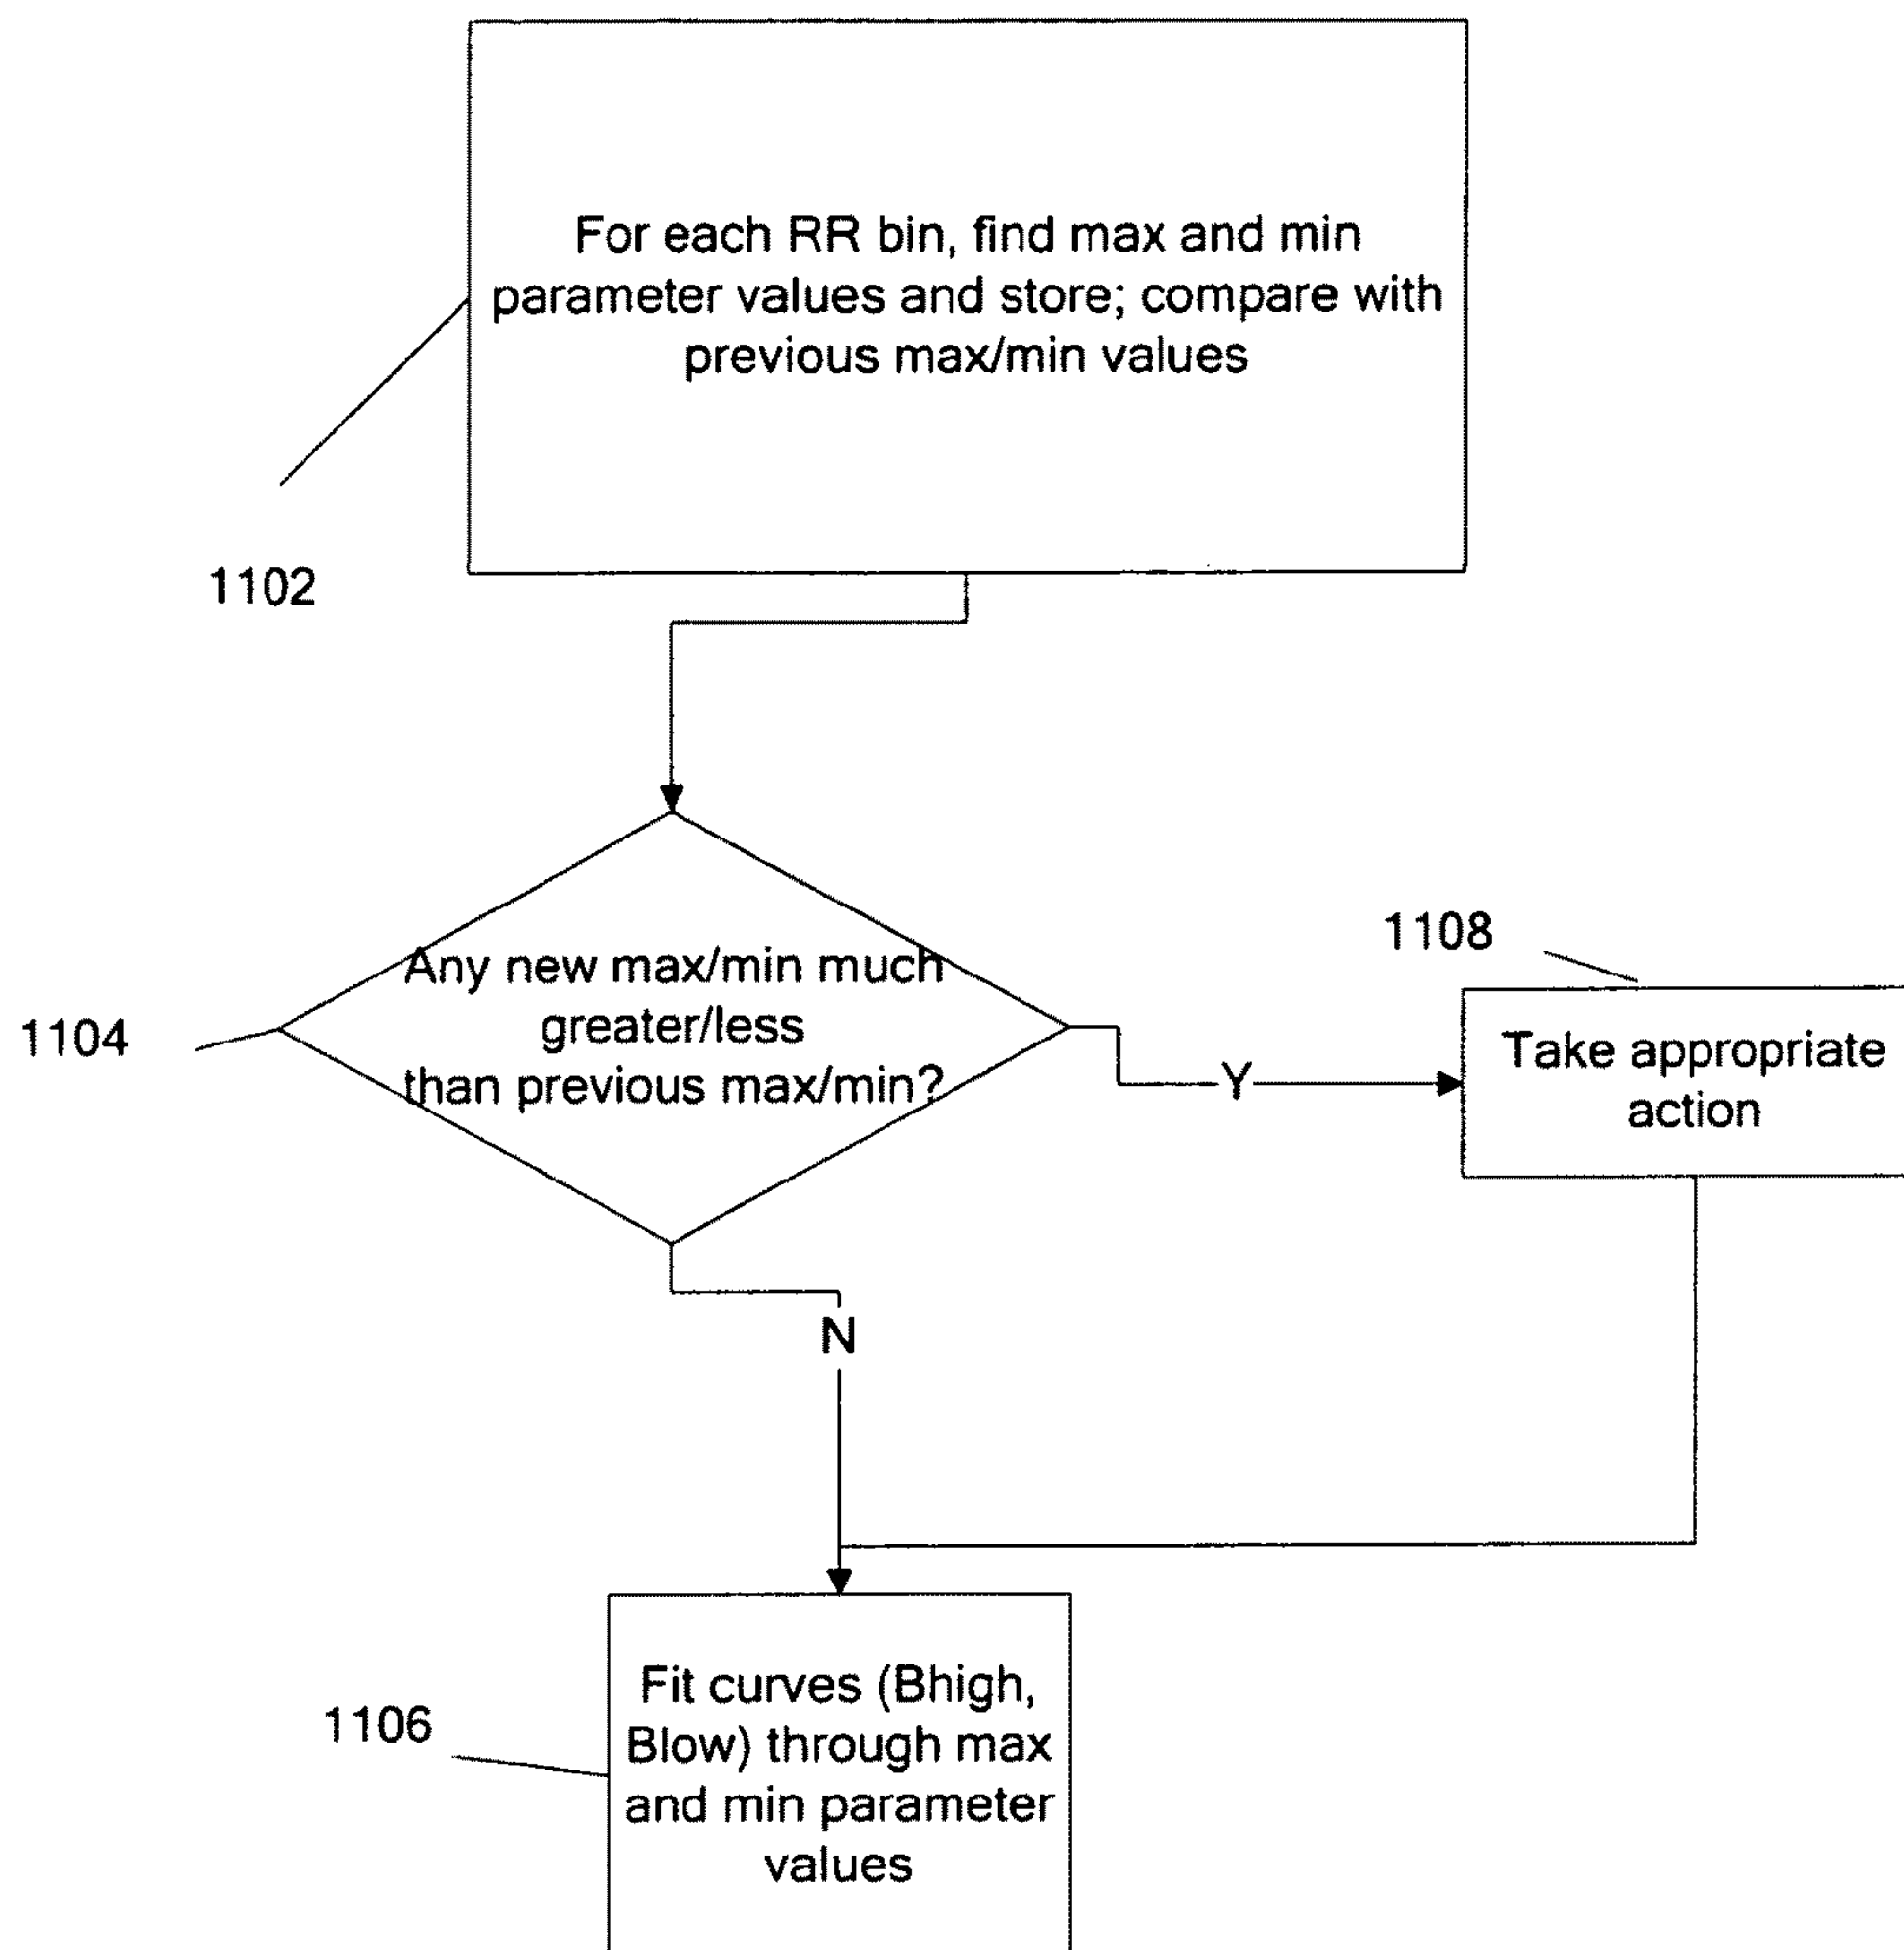 For each RR bin, find max and min
parameter values and store; compare with
previous max/min values
1102
Any new max/min much
greater/less
than previous max/min?
1104
1108
Y
Take appropriate
action
N
1106
Fit curves (Bhigh,
Blow) through max
and min parameter
values